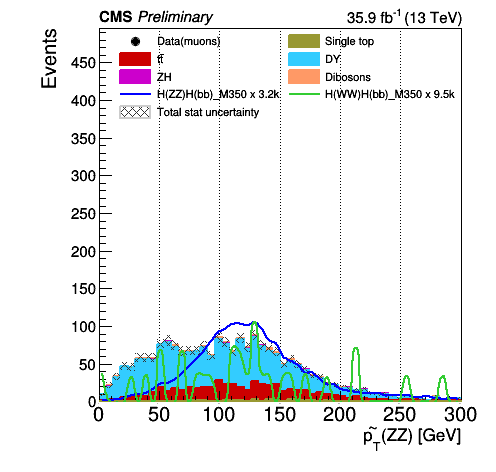 CMS Preliminary 35.9 fb⁻¹ (13 TeV)
Events
Data(muons) Single top
tt̅ DY
ZH Dibosons
H(ZZ)H(bb)_M350 x 3.2k H(WW)H(bb)_M350 x 9.5k
Total stat uncertainty
450
400
350
300
250
200
150
100
50
0
0 50 100 150 200 250 300
p̃_T(ZZ) [GeV]